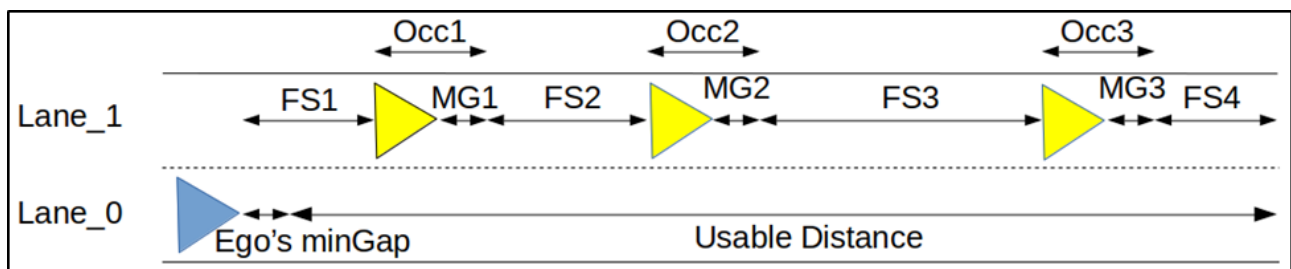 Occ1 Occ2 Occ3
Lane_1 FS1 MG1 FS2 MG2 FS3 MG3 FS4
Lane_0
Ego's minGap Usable Distance